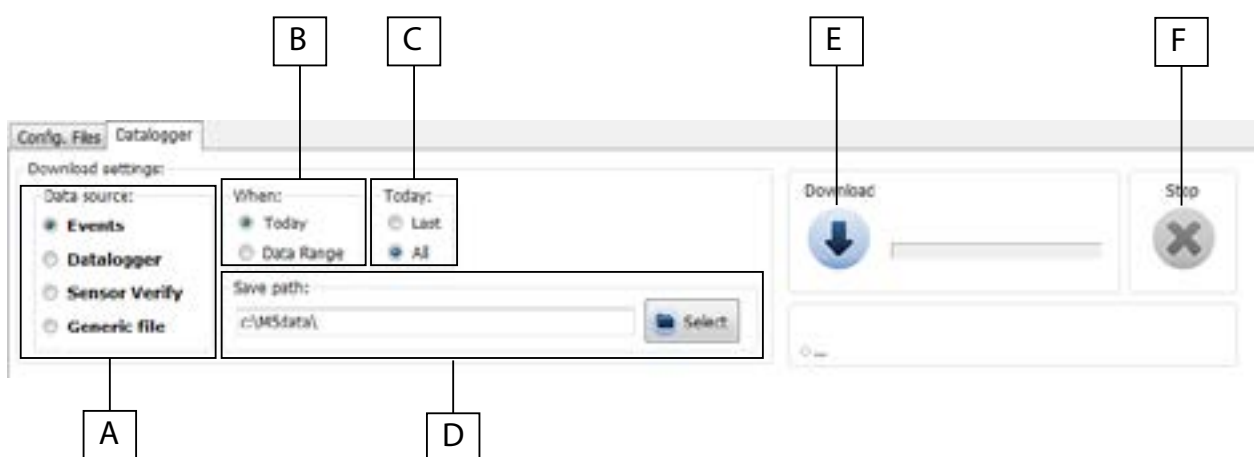 B C E F
Config. Files Datalogger
Download settings:
Data source:
Events
Datalogger
Sensor Verify
Generic file
When:
Today
Data Range
Today:
Last
All
Save path:
c:\MSdata\
Select
Download
Stop
...
A D